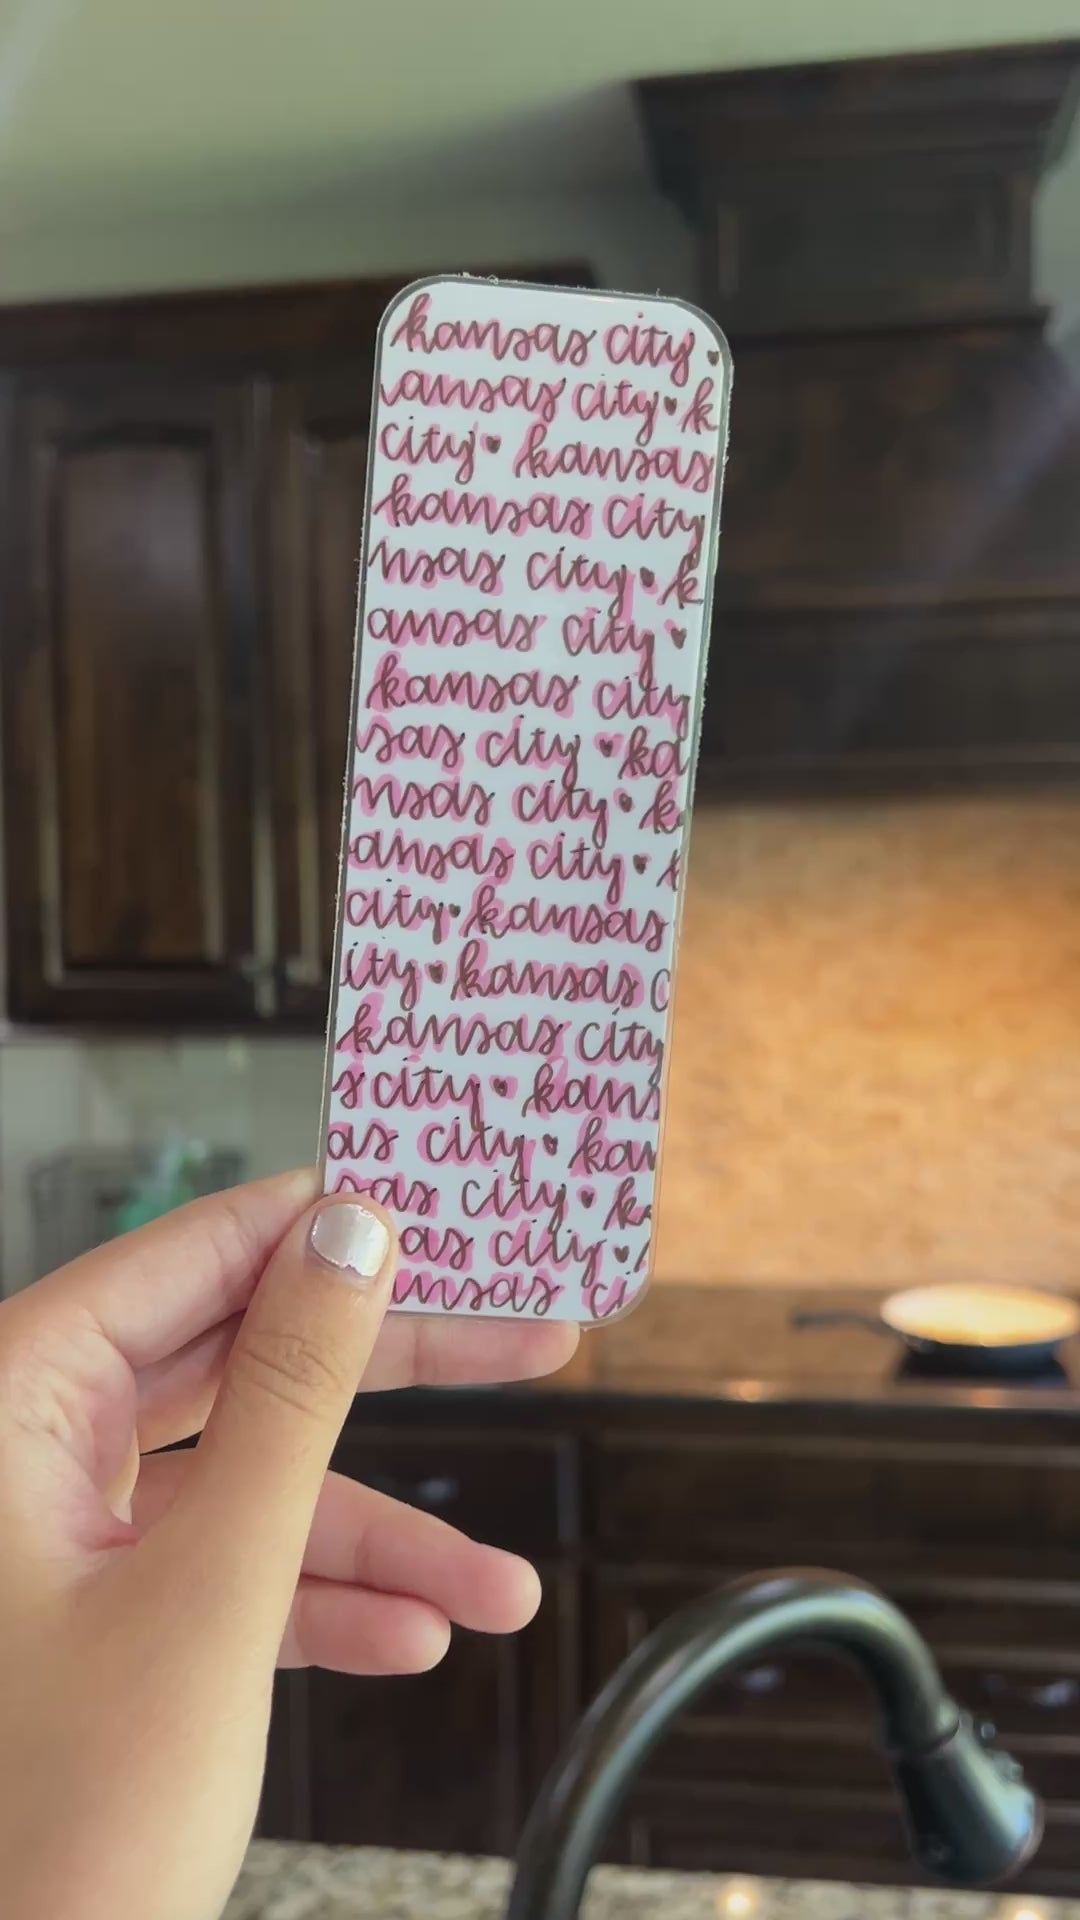 kansas city
ansas city k
city kansas
kansas city
nsas city k
ansas city
kansas city
sas city ka
nsas city k
ansas city k
city kansas
ity kansas c
kansas city
s city kans
as city kan
sas city k
as city
ansas ci